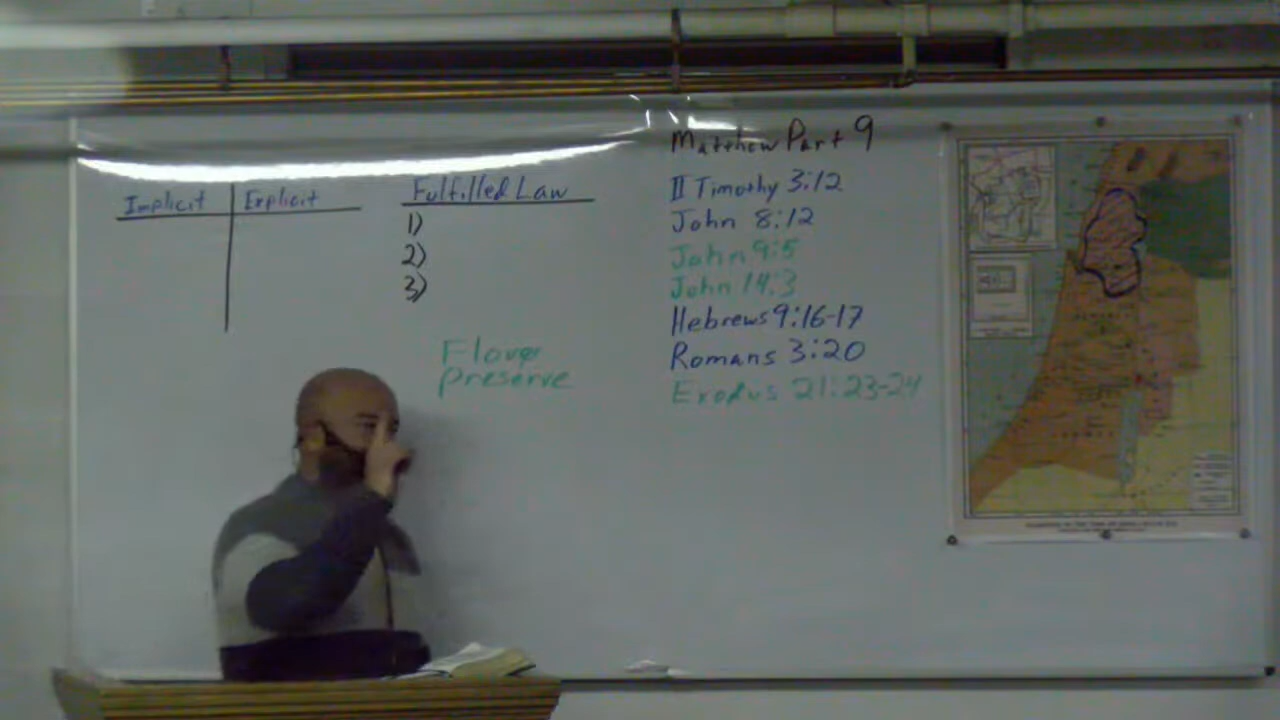 Implicit Explicit
Fulfilled Law
1)
2)
3)
Flavor
Preserve
Matthew Part 9
II Timothy 3:12
John 8:12
John 9:5
John 14:3
Hebrews 9:16-17
Romans 3:20
Exodus 21:23-24